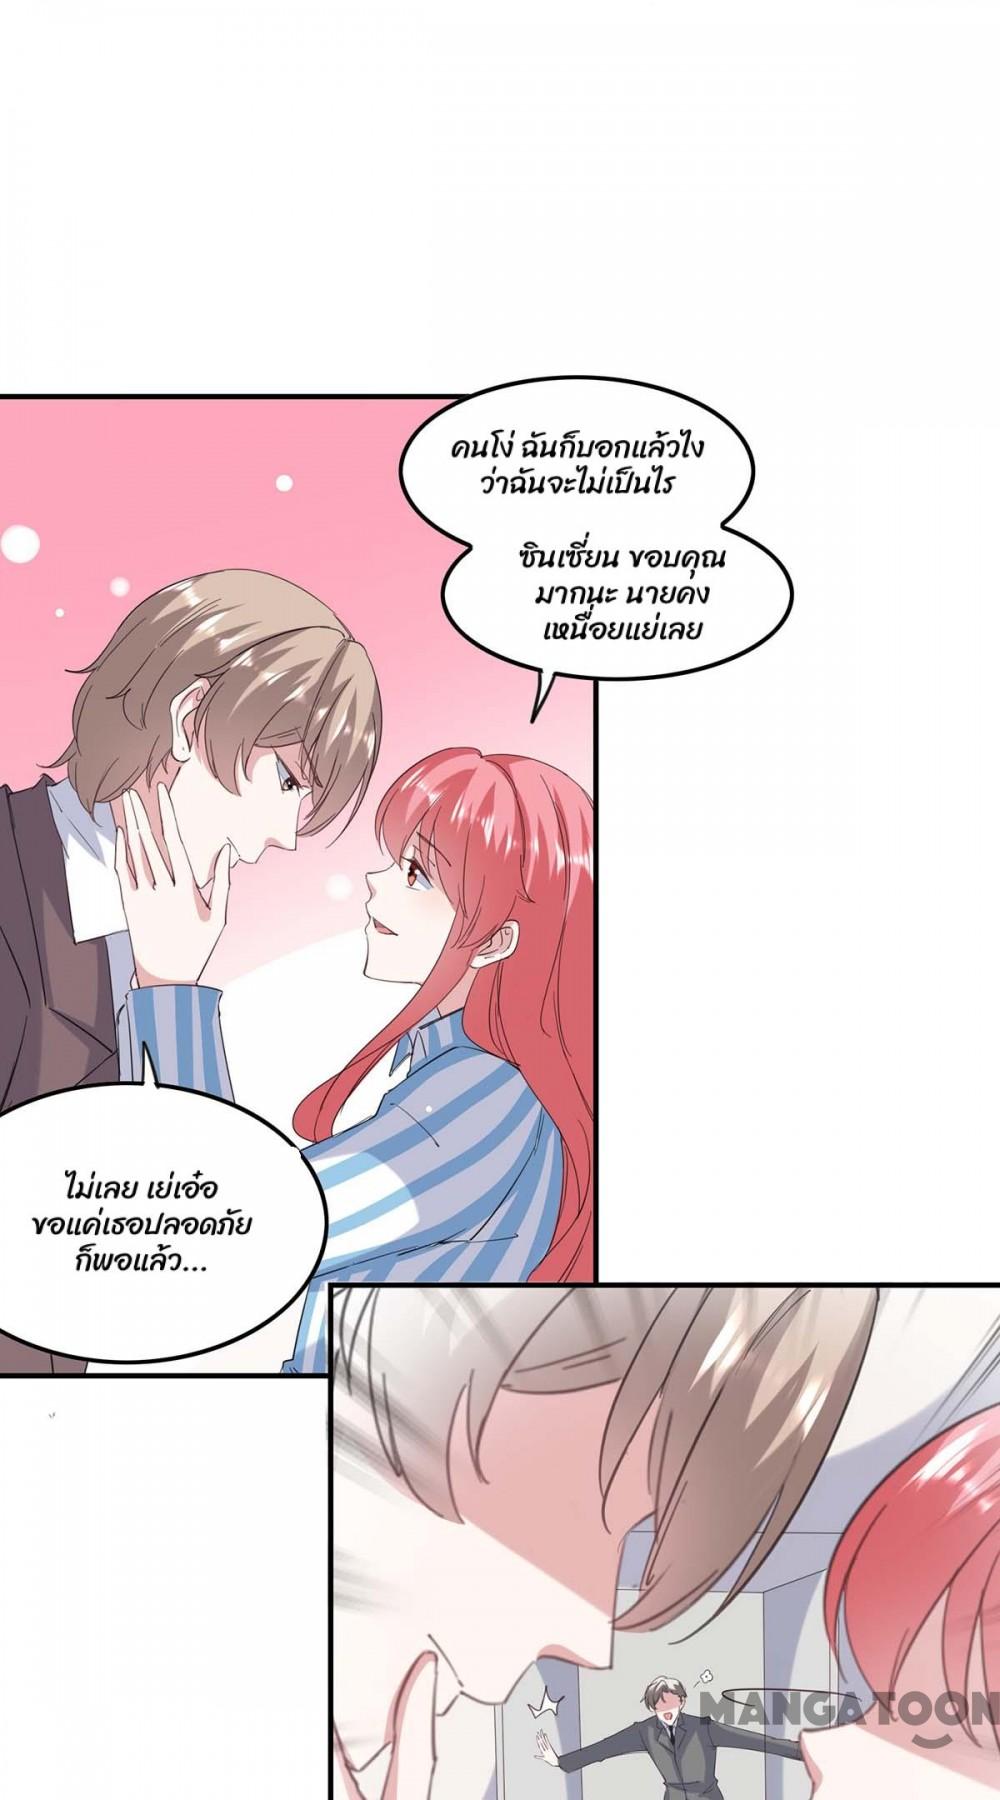 คนโง่ ฉันก็บอกแล้วไง
ว่าฉันจะไม่เป็นไร
ซินเซี่ยน ขอบคุณ
มากนะ นายคง
เหนื่อยแย่เลย
ไม่เลย เย่เอ๋อ
ขอแค่เธอปลอดภัย
ก็พอแล้ว...
MANGATOON